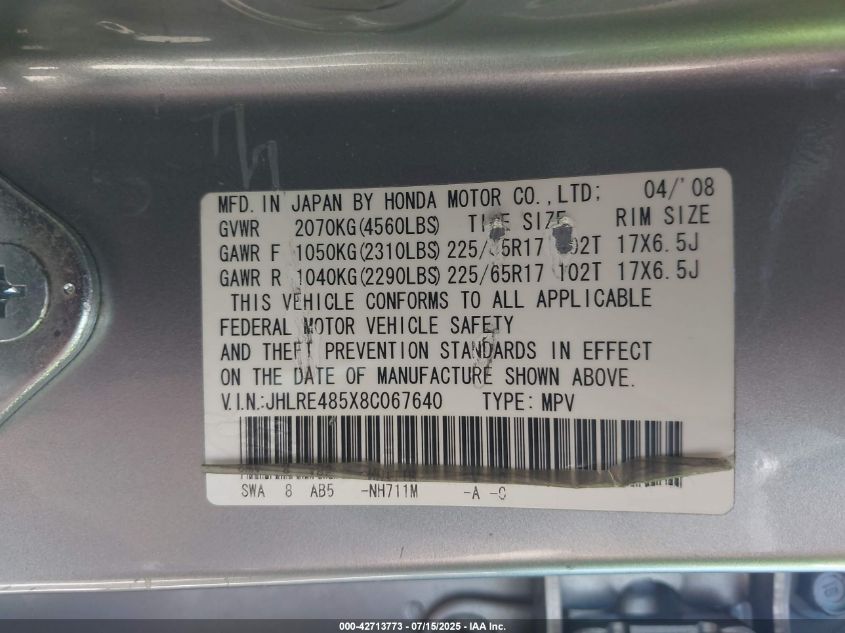 MFD. IN JAPAN BY HONDA MOTOR CO.,LTD; 04/'08
GVWR 2070KG(4560LBS) TI E SIZE RIM SIZE
GAWR F 1050KG(2310LBS) 225/ 5R17 02T 17X6.5J
GAWR R 1040KG(2290LBS) 225/65R17 102T 17X6.5J
THIS VEHICLE CONFORMS TO ALL APPLICABLE
FEDERAL MOTOR VEHICLE SAFETY
AND THEFT PREVENTION STANDARDS IN EFFECT
ON THE DATE OF MANUFACTURE SHOWN ABOVE.
V.I.N.:JHLRE485X8C067640 TYPE: MPV
SWA 8 AB5 -NH711M -A
000-42713773 - 07/15/2025 - IAA Inc.